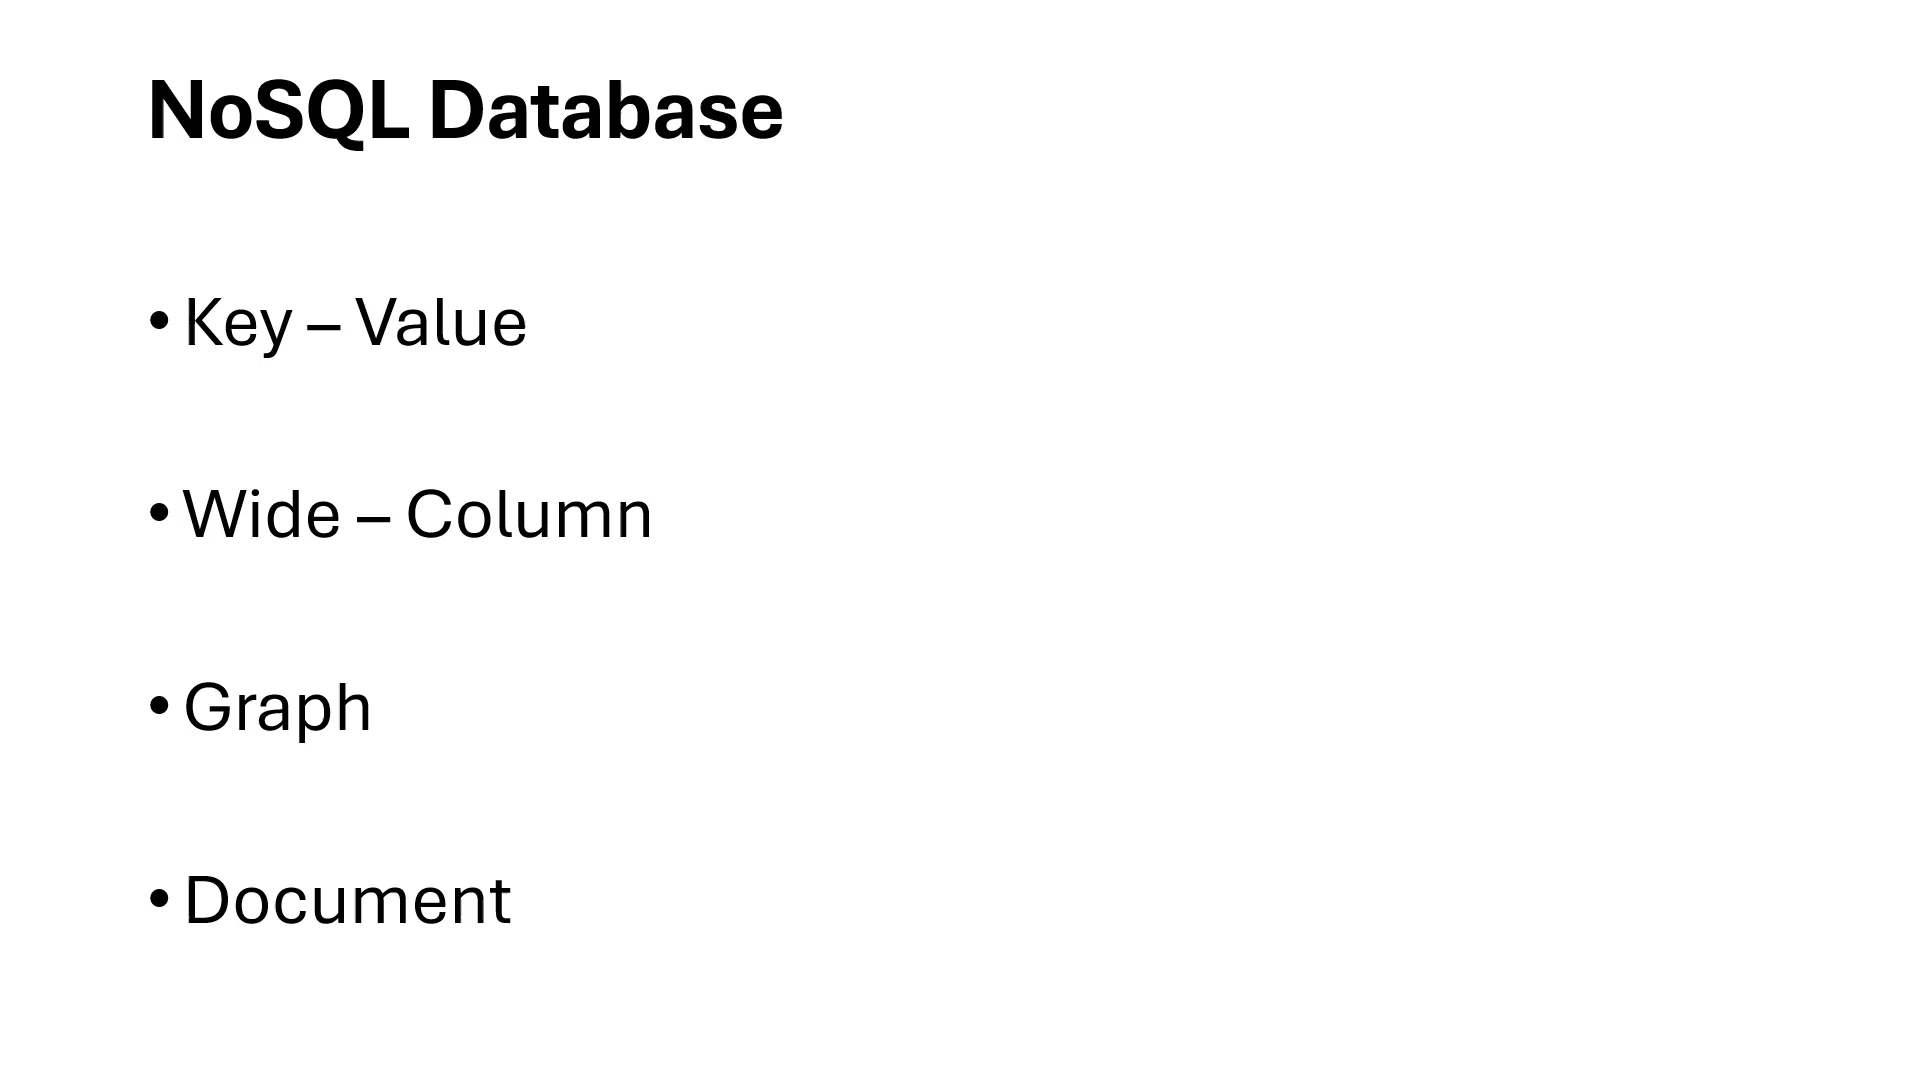 NoSQL Database
• Key – Value
• Wide – Column
• Graph
• Document